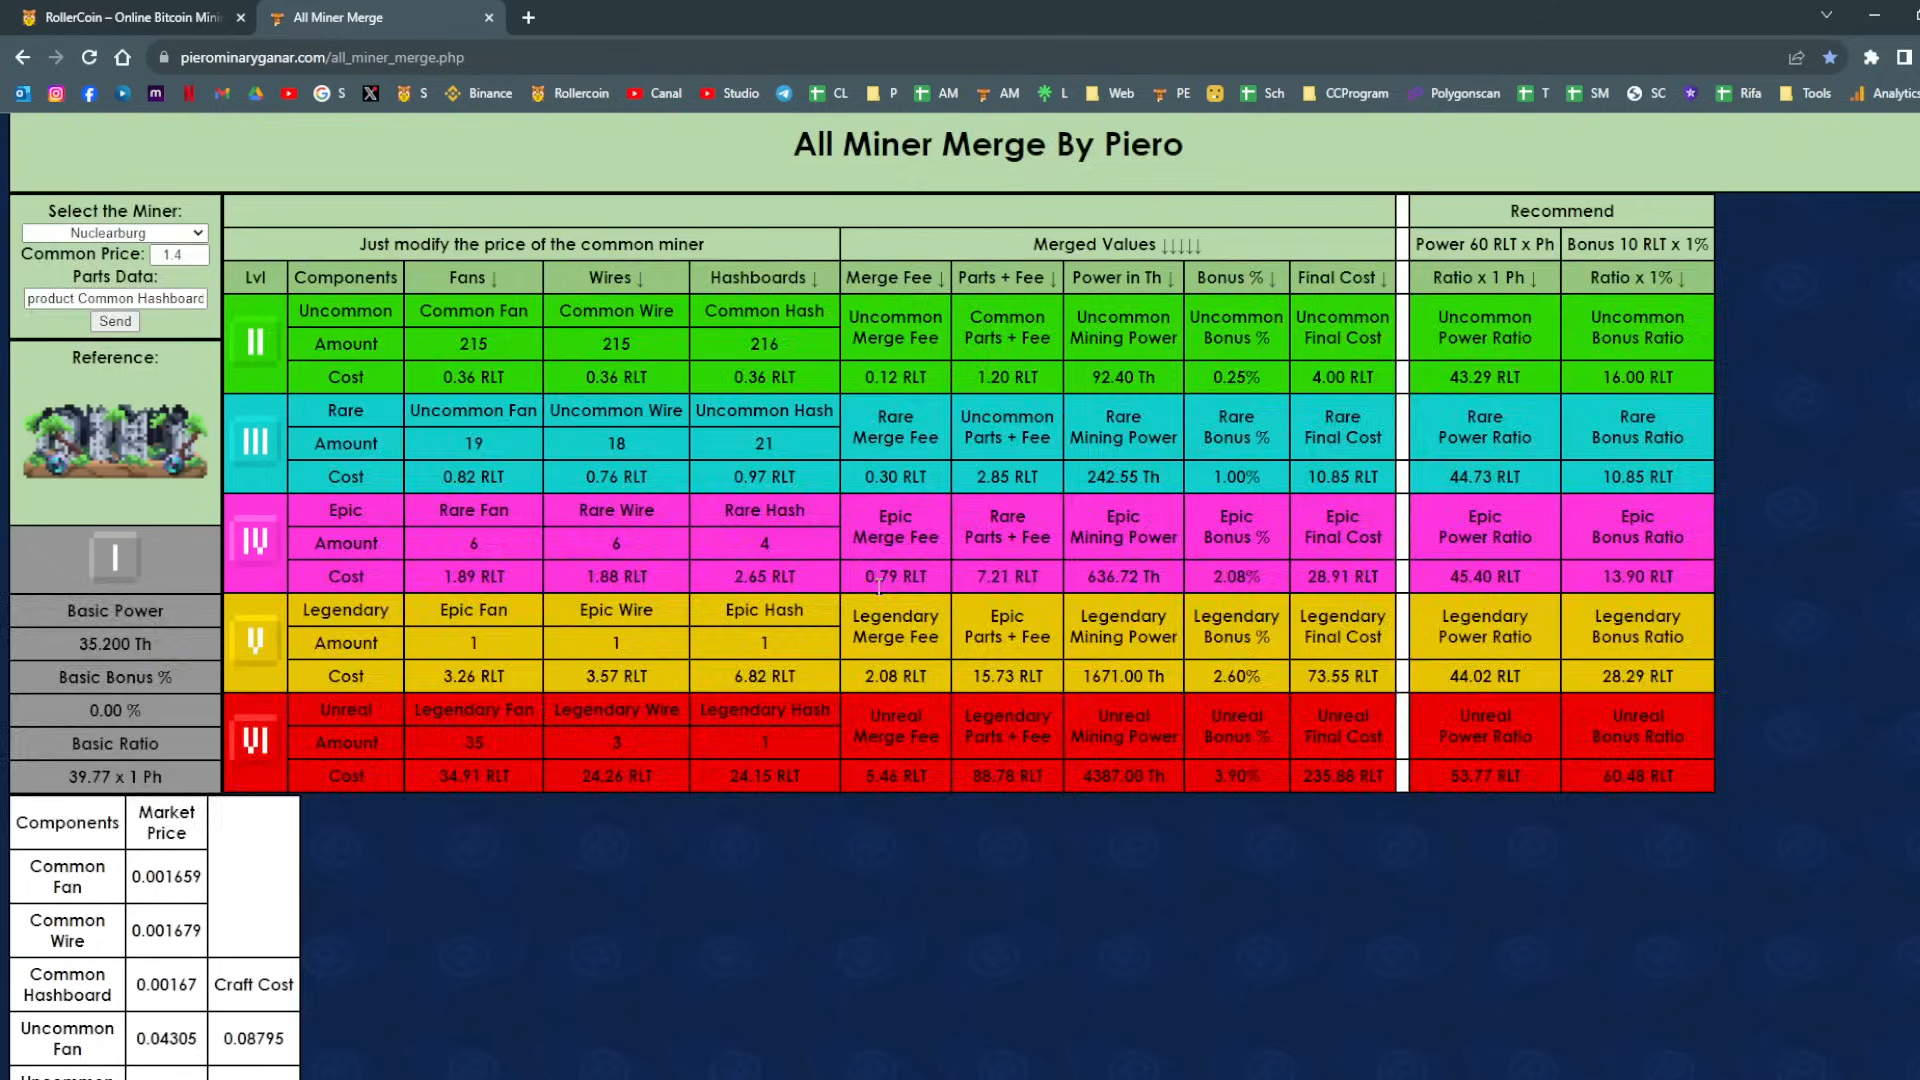 RollerCoin – Online Bitcoin Mini
All Miner Merge
pierominaryganar.com/all_miner_merge.php
S S Binance Rollercoin Canal Studio CL P AM AM L Web PE Sch CCProgram Polygonscan T SM SC Rifa Tools Analytics
All Miner Merge By Piero
Select the Miner:
Nuclearburg
Common Price: 1.4
Parts Data:
product Common Hashboard
Send
Reference:
I
Basic Power
35.200 Th
Basic Bonus %
0.00 %
Basic Ratio
39.77 x 1 Ph
Recommend
Just modify the price of the common miner Merged Values ↓↓↓↓↓ Power 60 RLT x Ph Bonus 10 RLT x 1%
Lvl Components Fans ↓ Wires ↓ Hashboards ↓ Merge Fee ↓ Parts + Fee ↓ Power in Th ↓ Bonus % ↓ Final Cost ↓ Ratio x 1 Ph ↓ Ratio x 1% ↓
II
Uncommon Common Fan Common Wire Common Hash
Uncommon Merge Fee Common Parts + Fee Uncommon Mining Power Uncommon Bonus % Uncommon Final Cost Uncommon Power Ratio Uncommon Bonus Ratio
Amount 215 215 216
Cost 0.36 RLT 0.36 RLT 0.36 RLT 0.12 RLT 1.20 RLT 92.40 Th 0.25% 4.00 RLT 43.29 RLT 16.00 RLT
III
Rare Uncommon Fan Uncommon Wire Uncommon Hash
Rare Merge Fee Uncommon Parts + Fee Rare Mining Power Rare Bonus % Rare Final Cost Rare Power Ratio Rare Bonus Ratio
Amount 19 18 21
Cost 0.82 RLT 0.76 RLT 0.97 RLT 0.30 RLT 2.85 RLT 242.55 Th 1.00% 10.85 RLT 44.73 RLT 10.85 RLT
IV
Epic Rare Fan Rare Wire Rare Hash
Epic Merge Fee Rare Parts + Fee Epic Mining Power Epic Bonus % Epic Final Cost Epic Power Ratio Epic Bonus Ratio
Amount 6 6 4
Cost 1.89 RLT 1.88 RLT 2.65 RLT 0.79 RLT 7.21 RLT 636.72 Th 2.08% 28.91 RLT 45.40 RLT 13.90 RLT
V
Legendary Epic Fan Epic Wire Epic Hash
Legendary Merge Fee Epic Parts + Fee Legendary Mining Power Legendary Bonus % Legendary Final Cost Legendary Power Ratio Legendary Bonus Ratio
Amount 1 1 1
Cost 3.26 RLT 3.57 RLT 6.82 RLT 2.08 RLT 15.73 RLT 1671.00 Th 2.60% 73.55 RLT 44.02 RLT 28.29 RLT
VI
Unreal Legendary Fan Legendary Wire Legendary Hash
Unreal Merge Fee Legendary Parts + Fee Unreal Mining Power Unreal Bonus % Unreal Final Cost Unreal Power Ratio Unreal Bonus Ratio
Amount 35 3 1
Cost 34.91 RLT 24.26 RLT 24.15 RLT 5.46 RLT 88.78 RLT 4387.00 Th 3.90% 235.88 RLT 53.77 RLT 60.48 RLT
Components Market Price
Common Fan 0.001659
Common Wire 0.001679
Common Hashboard 0.00167 Craft Cost
Uncommon Fan 0.04305 0.08795